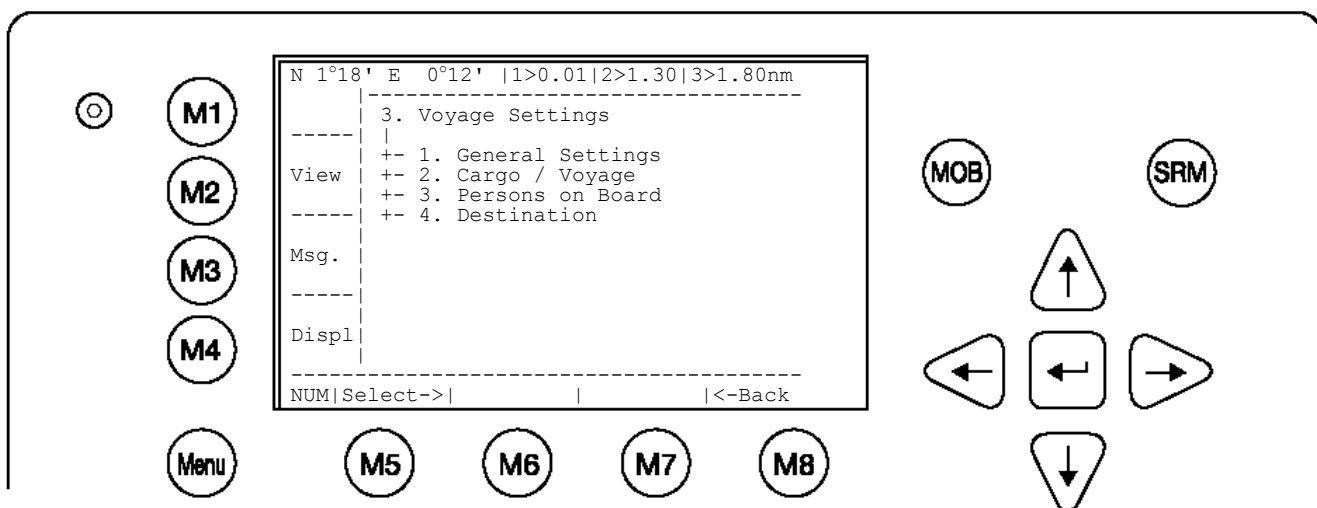 N 1°18' E 0°12' |1>0.01|2>1.30|3>1.80nm
M1
3. Voyage Settings
+- 1. General Settings
View | +- 2. Cargo / Voyage
M2
+- 3. Persons on Board
+- 4. Destination
MOB
SRM
Msg.
M3
Displ
M4
NUM|Select->| | |<-Back
Menu
M5
M6
M7
M8